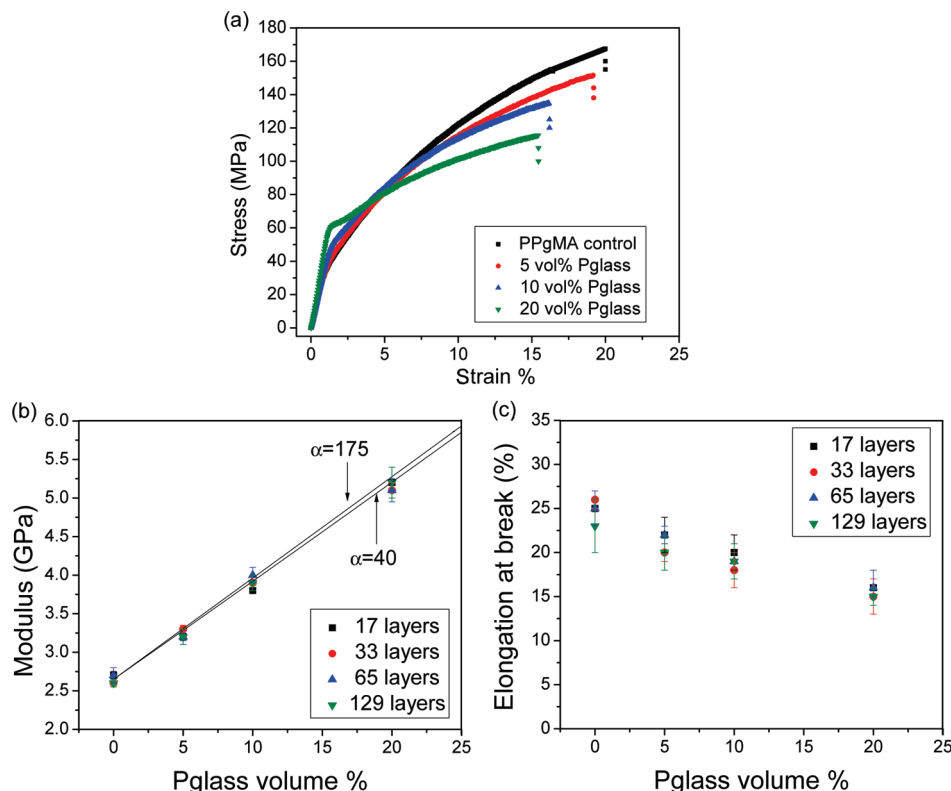 (a)
180
160
140
120
100
80
60
40
20
0
Stress (MPa)
PPgMA control
5 vol% Pglass
10 vol% Pglass
20 vol% Pglass
0 5 10 15 20 25
Strain %
(b)
6.0
5.5
5.0
4.5
4.0
3.5
3.0
2.5
2.0
Modulus (GPa)
α=175
α=40
17 layers
33 layers
65 layers
129 layers
0 5 10 15 20 25
Pglass volume %
(c)
35
30
25
20
15
10
5
0
Elongation at break (%)
17 layers
33 layers
65 layers
129 layers
0 5 10 15 20 25
Pglass volume %